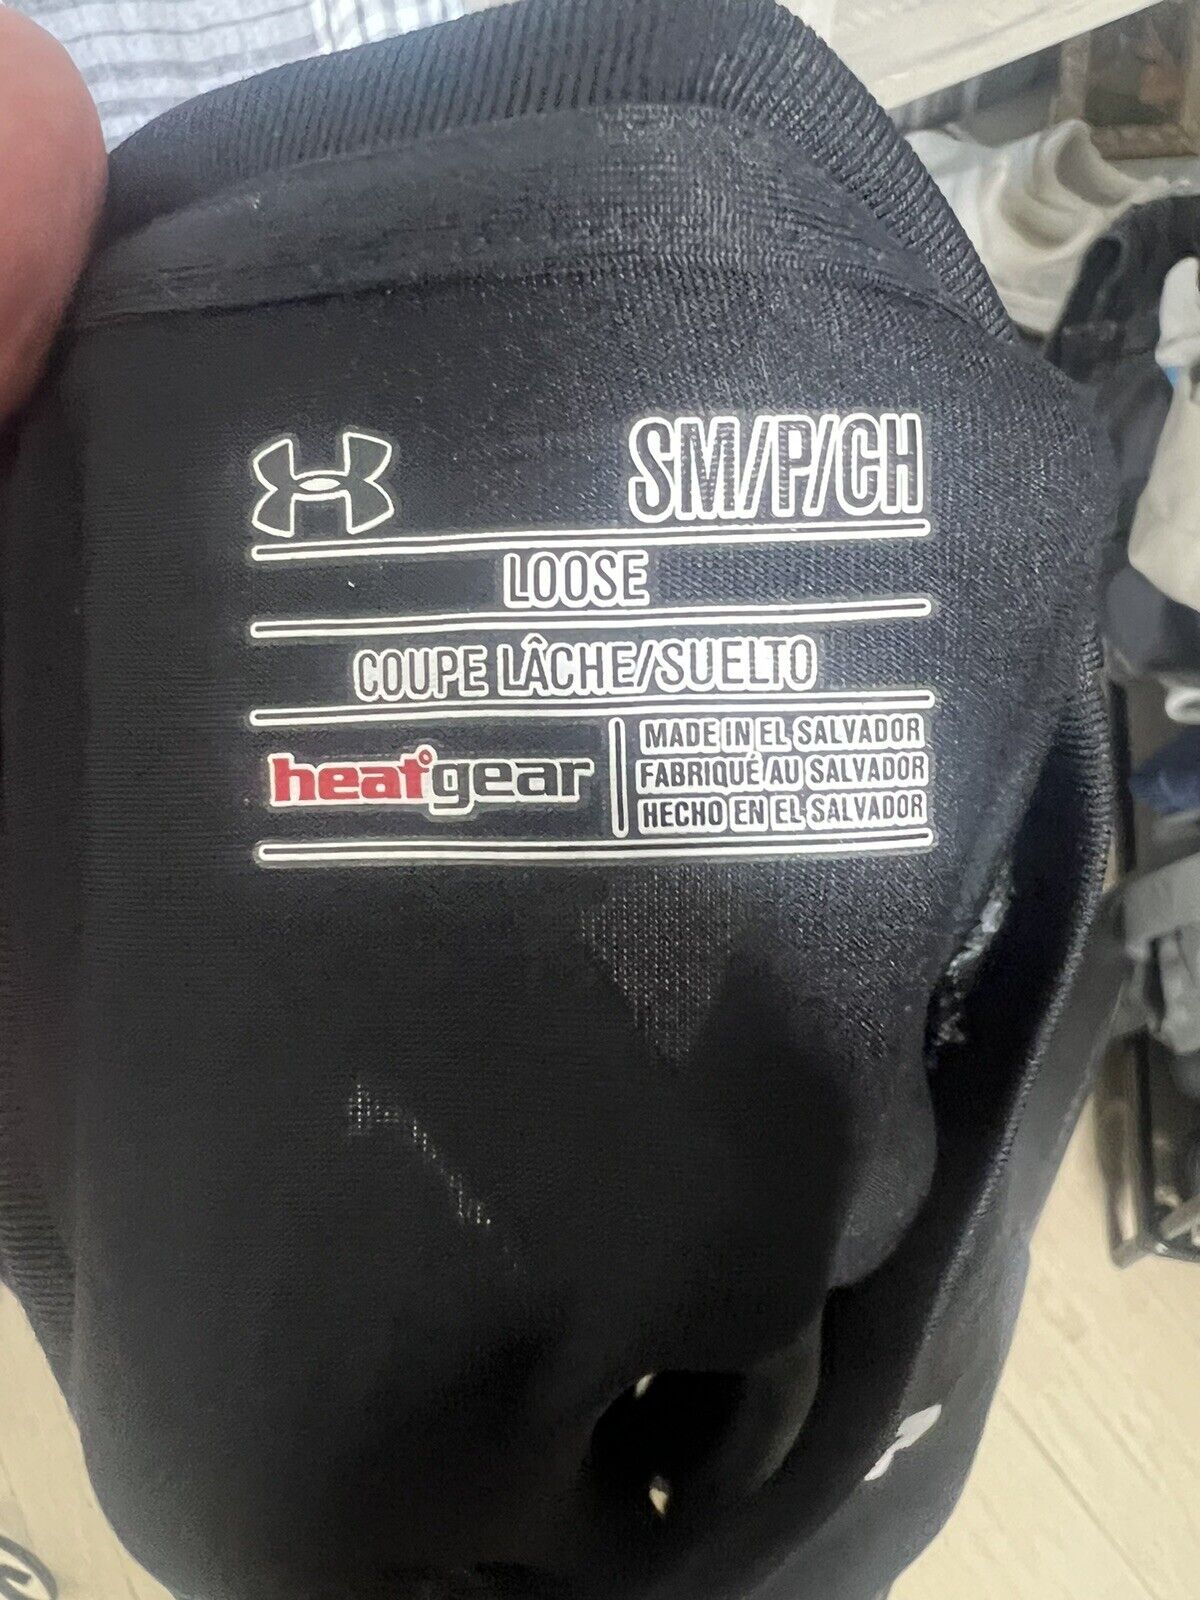 SM/P/CH
LOOSE
COUPE LÂCHE/SUELTO
heatgear
MADE IN EL SALVADOR
FABRIQUÉ AU SALVADOR
HECHO EN EL SALVADOR